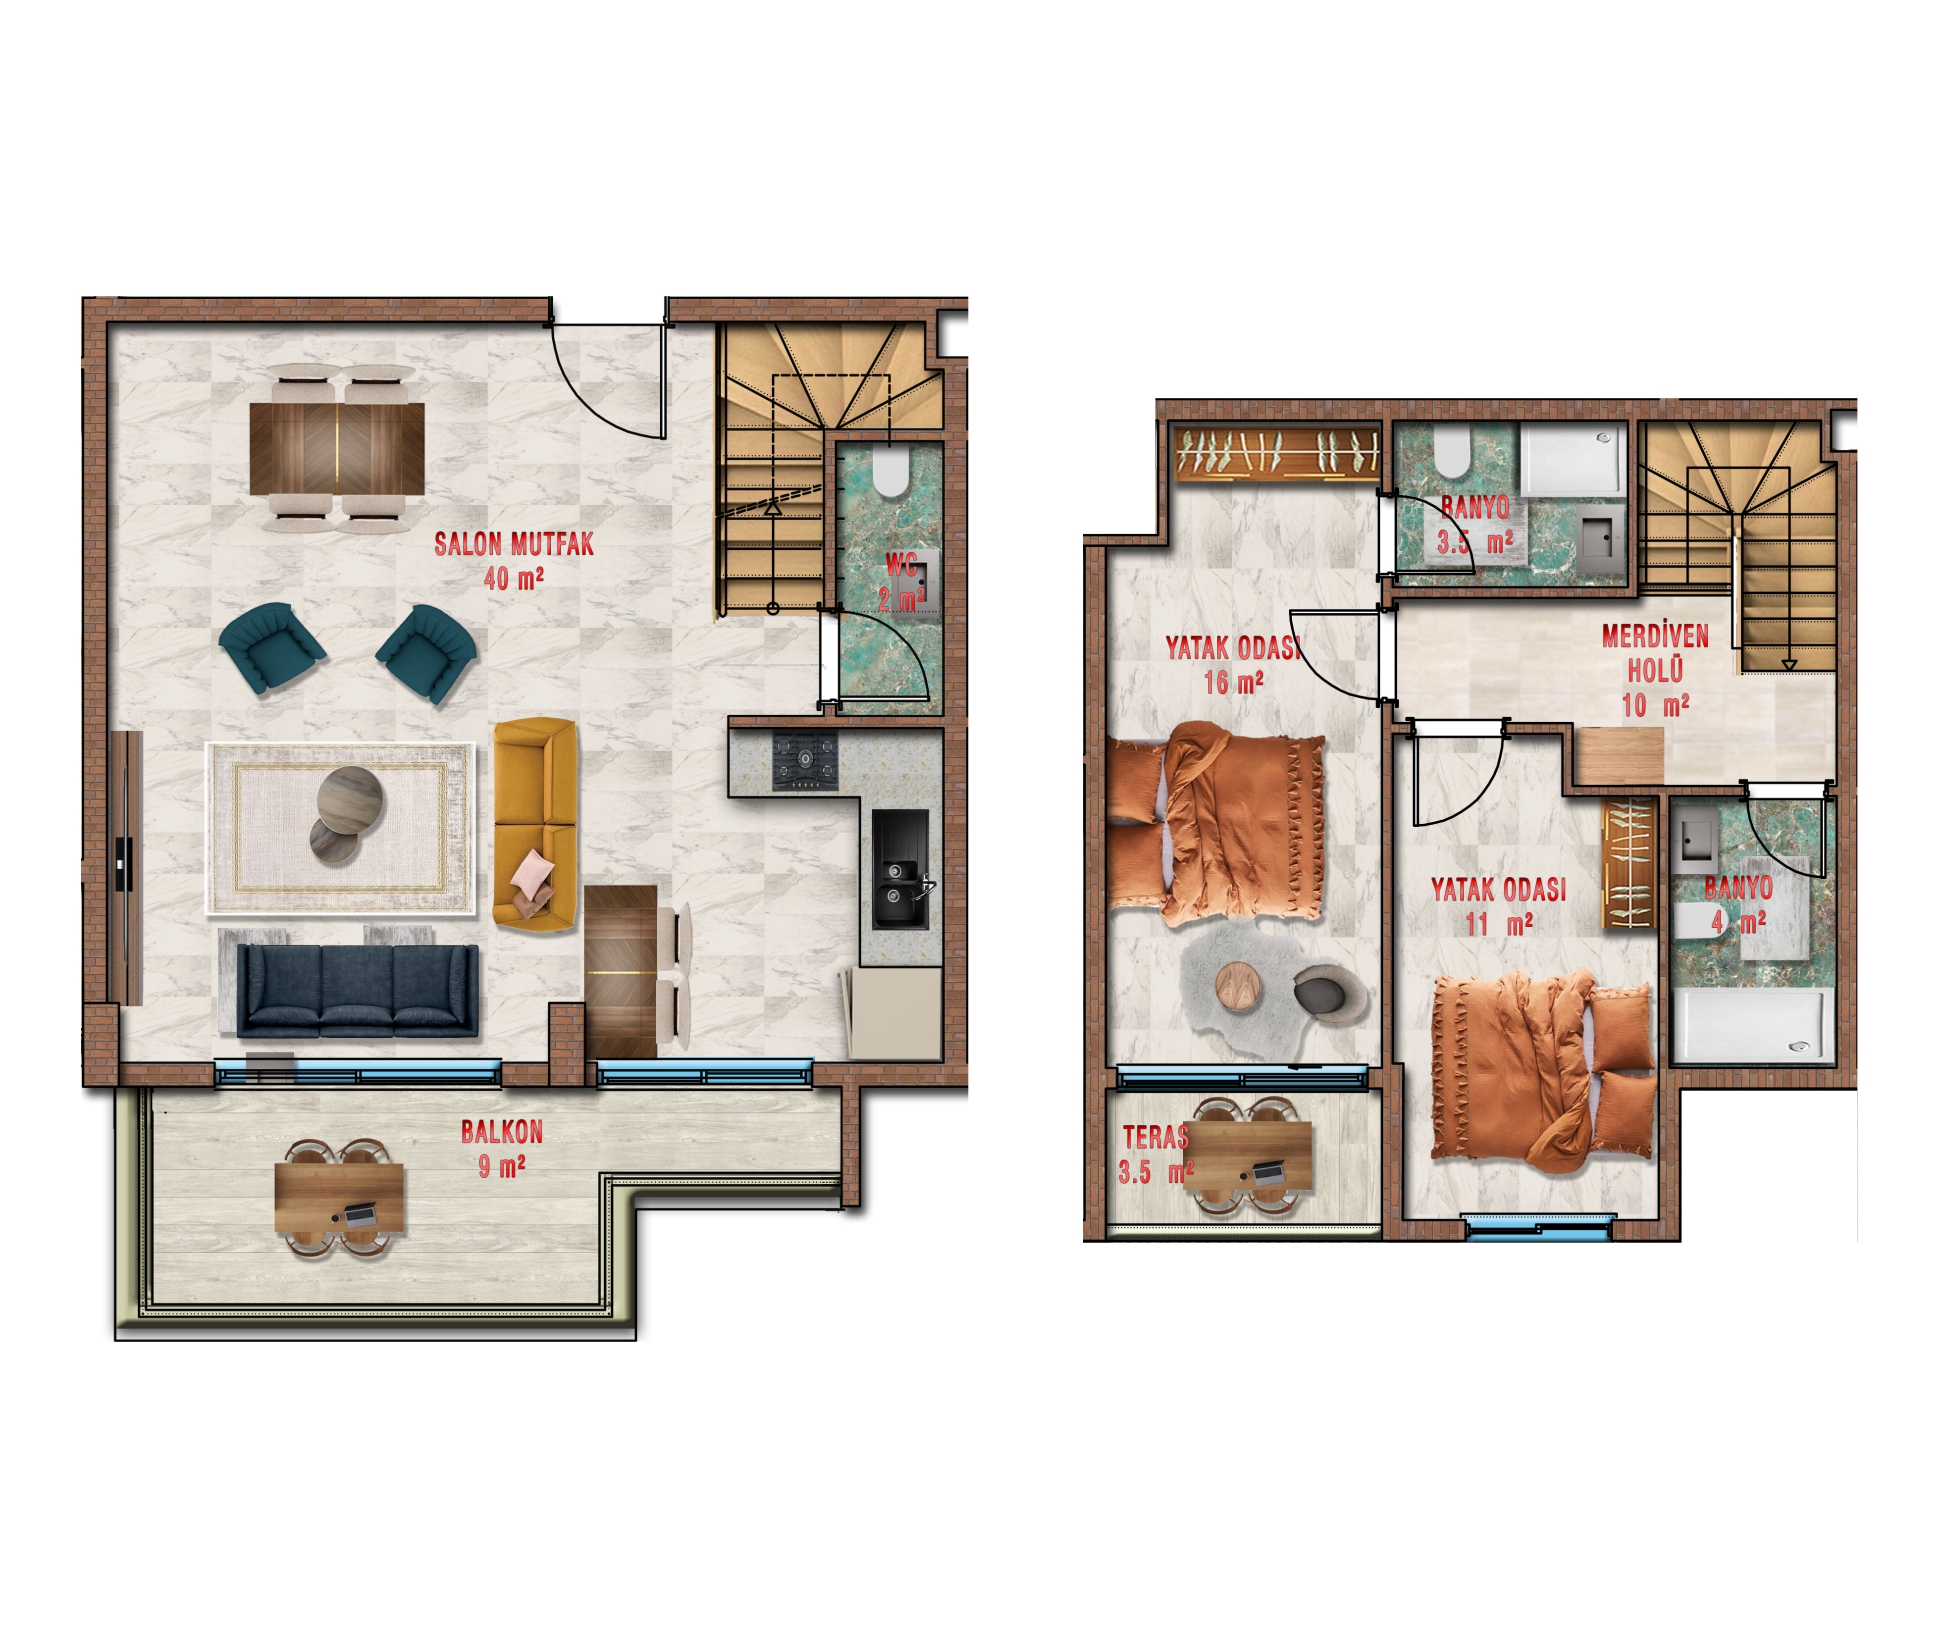 SALON MUTFAK
40 m²
WC
2 m²
BALKON
9 m²
BANYO
3.5 m²
YATAK ODASI
16 m²
MERDİVEN
HOLÜ
10 m²
YATAK ODASI
11 m²
BANYO
4 m²
TERAS
3.5 m²